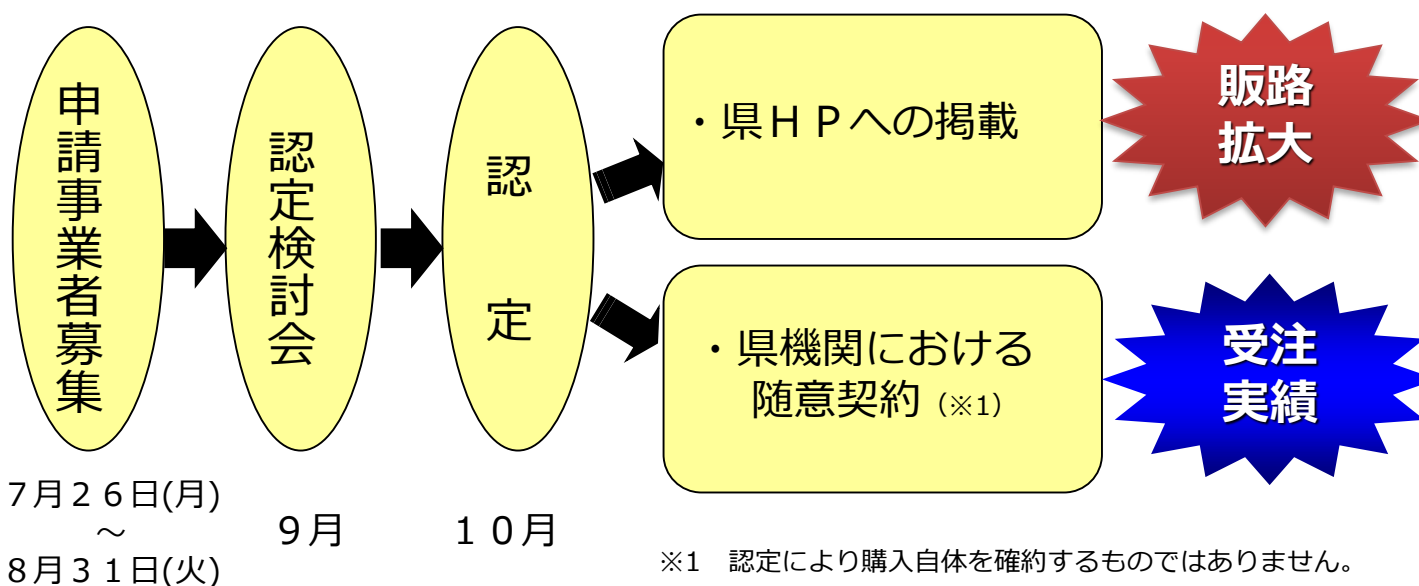 申請事業者募集
認定検討会
認定
・県ＨＰへの掲載
販路
拡大
・県機関における
随意契約（※1）
受注
実績
７月２６日(月)
～
８月３１日(火)
９月
１０月
※1　認定により購入自体を確約するものではありません。